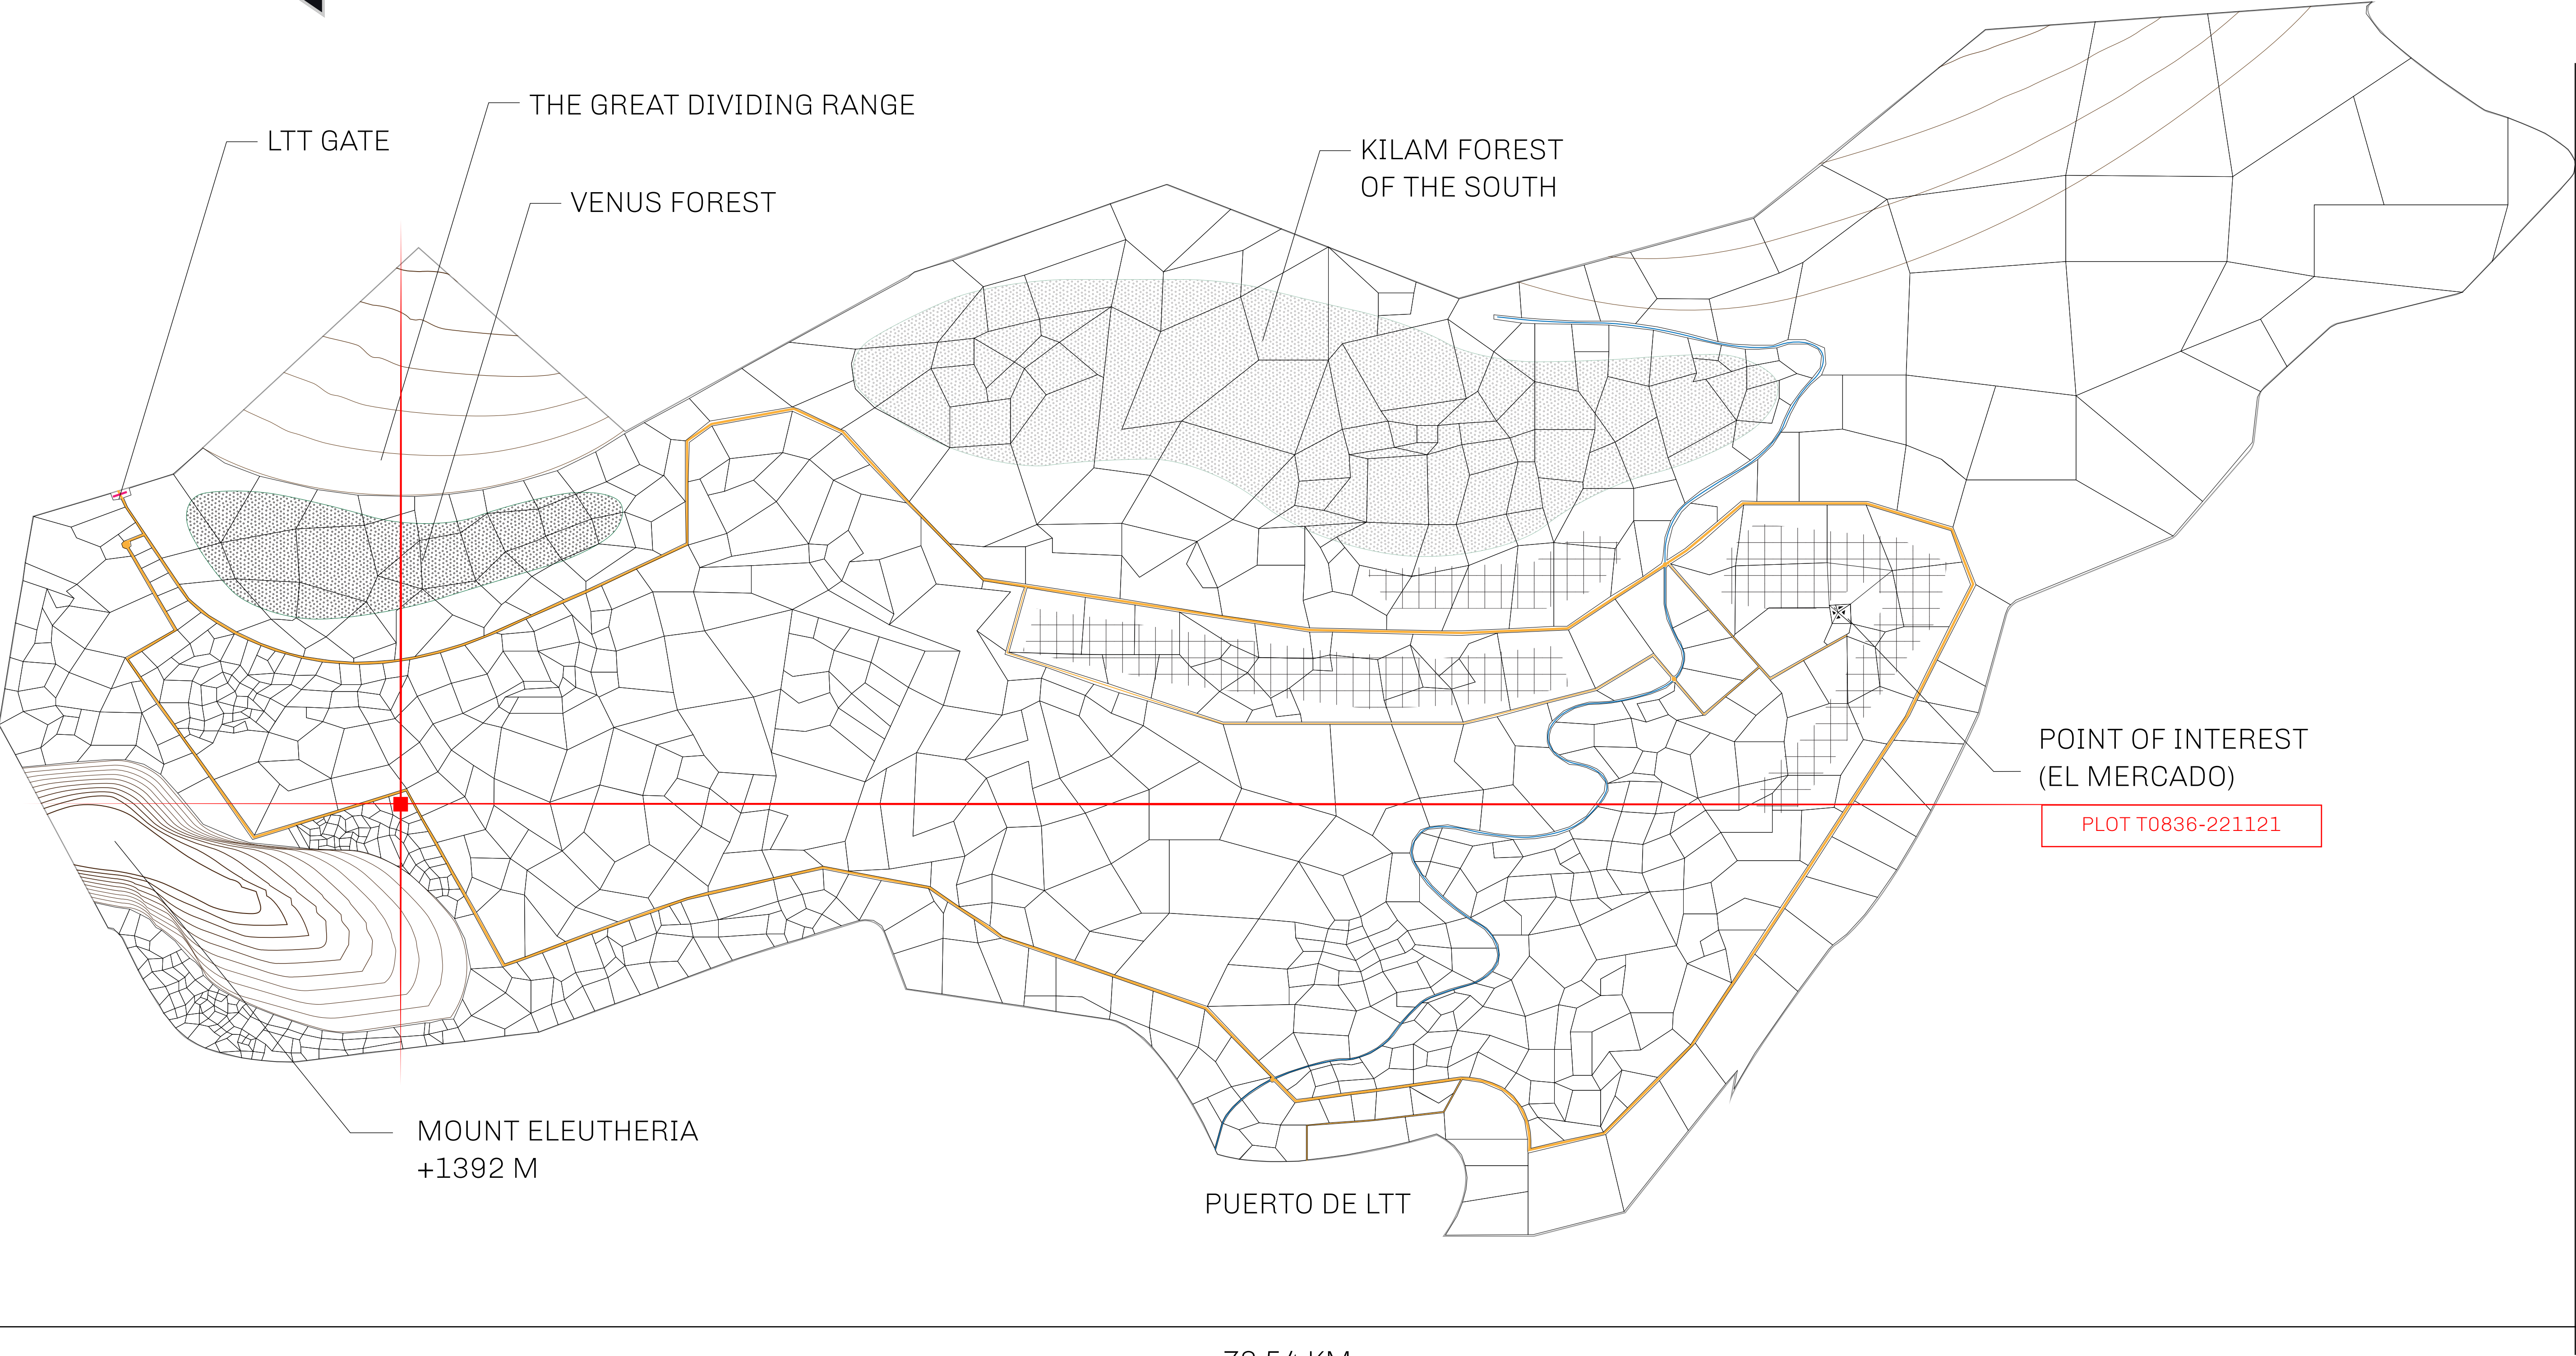 THE GREAT DIVIDING RANGE
LTT GATE
VENUS FOREST
KILAM FOREST
OF THE SOUTH
POINT OF INTEREST
(EL MERCADO)
PLOT T0836-221121
MOUNT ELEUTHERIA
+1392 M
PUERTO DE LTT
KM